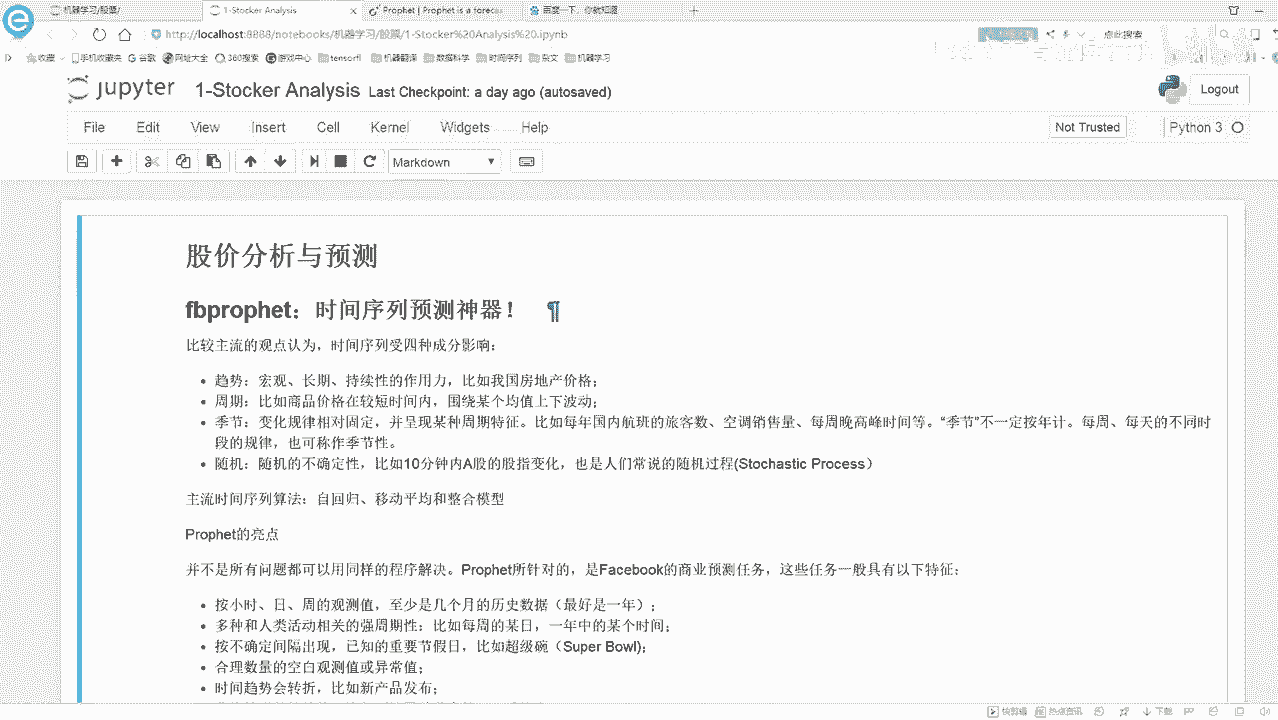 机器学习/股票/
1-Stocker Analysis
Prophet | Prophet is a forecas
百度一下，你就知道
http://localhost:8888/note
机器学习/股票/1-Stocker%20Analysis%20.ipynb
点此搜索
收藏 手机收藏夹 谷歌 网址大全 360搜索 游戏中心 tensorfl 机器翻译 数据科学 时间序列 杂文 机器学习
jupyter 1-Stocker Analysis Last Checkpoint: a day ago (autosaved) Logout
File Edit View Insert Cell Kernel Widgets Help Not Trusted Python 3
Markdown
股价分析与预测
fbprophet：时间序列预测神器！ ¶
比较主流的观点认为，时间序列受四种成分影响：
趋势：宏观、长期、持续性的作用力，比如我国房地产价格；
周期：比如商品价格在较短时间内，围绕某个均值上下波动；
季节：变化规律相对固定，并呈现某种周期特征。比如每年国内航班的旅客数、空调销售量、每周晚高峰时间等。“季节”不一定按年计。每周、每天的不同时
段的规律，也可称作季节性。
随机：随机的不确定性，比如10分钟内A股的股指变化，也是人们常说的随机过程(Stochastic Process）
主流时间序列算法：自回归、移动平均和整合模型
Prophet的亮点
并不是所有问题都可以用同样的程序解决。Prophet所针对的，是Facebook的商业预测任务，这些任务一般具有以下特征：
按小时、日、周的观测值，至少是几个月的历史数据（最好是一年）；
多种和人类活动相关的强周期性：比如每周的某日，一年中的某个时间；
按不确定间隔出现，已知的重要节假日，比如超级碗（Super Bowl)；
合理数量的空白观测值或异常值；
时间趋势会转折，比如新产品发布；
快剪辑 热点资讯 下载